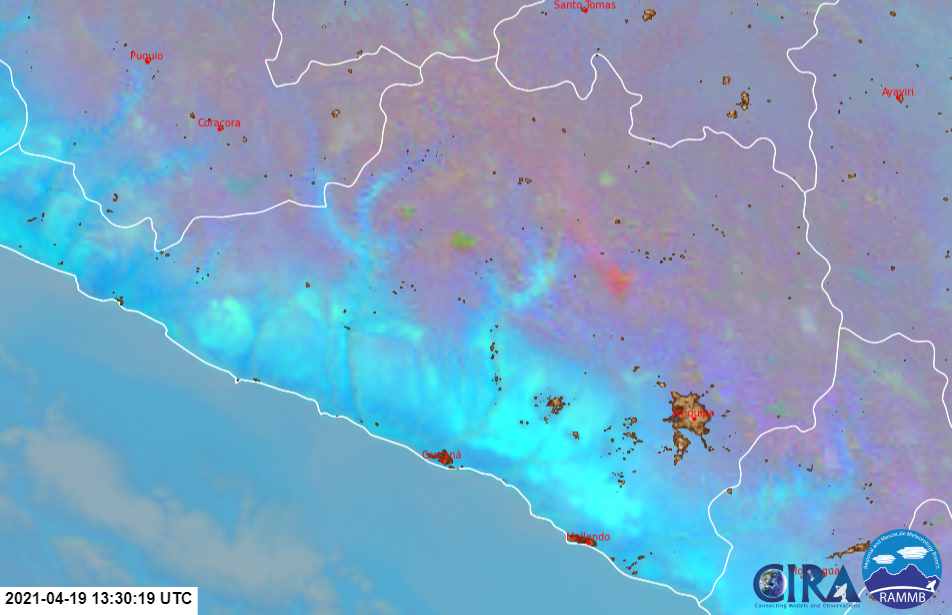 Santo Tomas
Puquio
Ayaviri
Coracora
Arequipa
Camaná
Mollendo
Moquegua
CIRA
Connecting Models and Observations
Regional and Mesoscale Meteorology Branch
RAMMB
2021-04-19 13:30:19 UTC